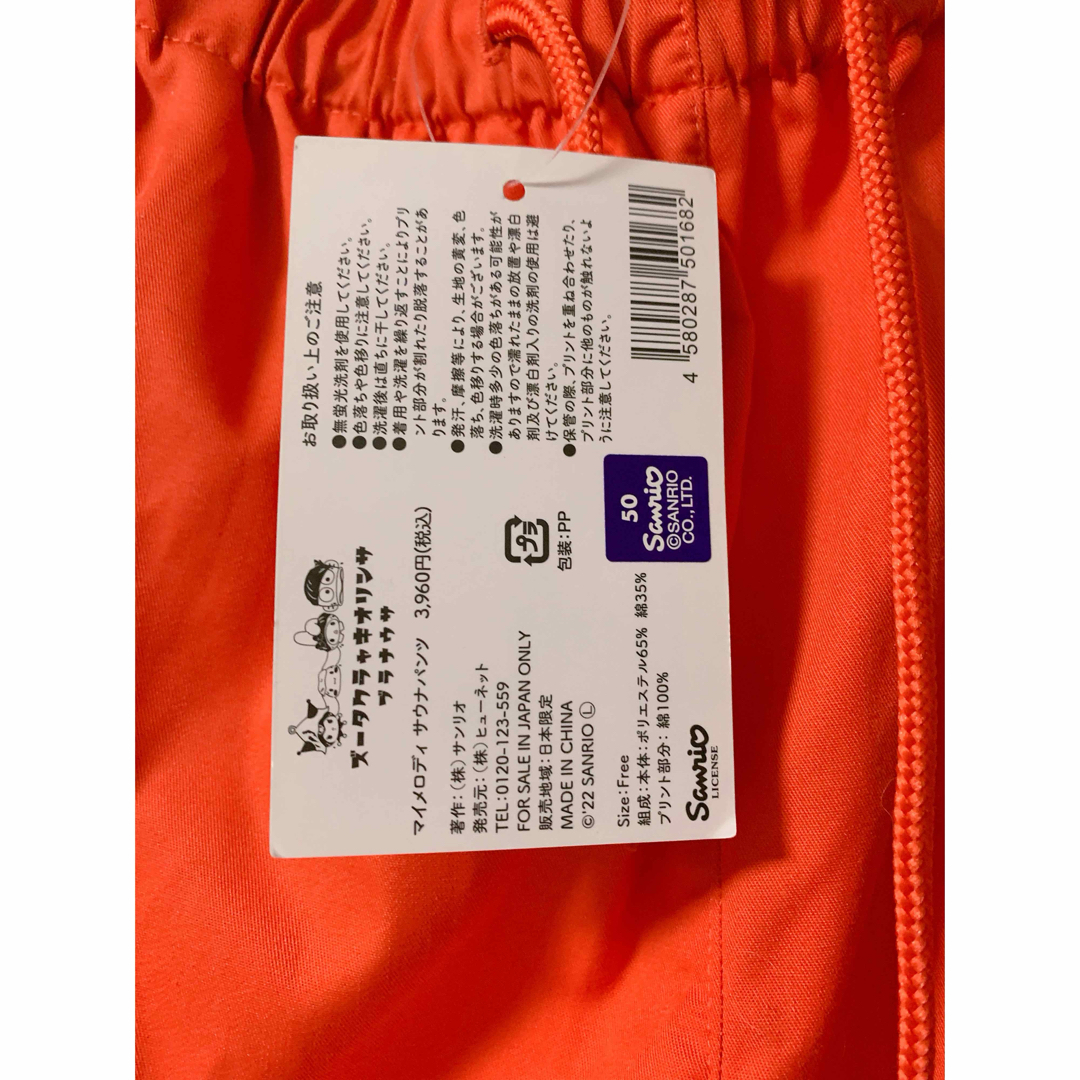 ズータクラャキオリンサ
ブラナウサ
マイメロディ サウナパンツ 3,960円(税込)
著作:(株)サンリオ
発売元:(株)ヒューネット
TEL:0120-123-559
FOR SALE IN JAPAN ONLY
販売地域:日本限定
MADE IN CHINA
©'22 SANRIO Ⓛ
Size:Free
組成:本体:ポリエステル65% 綿35%
プリント部分: 綿100%
Sanrio
LICENSE
プラ
包装:PP
50
Sanrio
©SANRIO
CO.,LTD.
お取り扱い上のご注意
●無蛍光洗剤を使用してください。
●色落ちや色移りに注意してください。
●洗濯後は直ちに干してください。
●着用や洗濯を繰り返すことによりプリ
ント部分が割れたり脱落することがあ
ります。
●発汗、摩擦等により、生地の黄変、色
落ち、色移りする場合がございます。
●洗濯時多少の色落ちがある可能性が
ありますので濡れたままの放置や漂白
剤及び漂白剤入りの洗剤の使用は避
けてください。
●保管の際、プリントを重ね合わせたり、
プリント部分に他のものが触れないよ
うに注意してください。
4 580287 501682